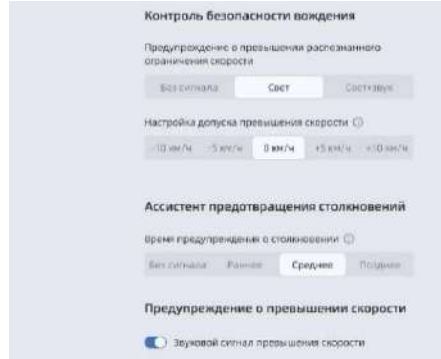 Контроль безопасности вождения
Предупреждение о превышении распознанного
ограничения скорости
Без сигнала Свет Свет+звук
Настройка допуска превышения скорости
-10 км/ч -5 км/ч 0 км/ч +5 км/ч +10 км/ч
Ассистент предотвращения столкновений
Время предупреждения о столкновении
Без сигнала Раннее Среднее Позднее
Предупреждение о превышении скорости
Звуковой сигнал превышения скорости